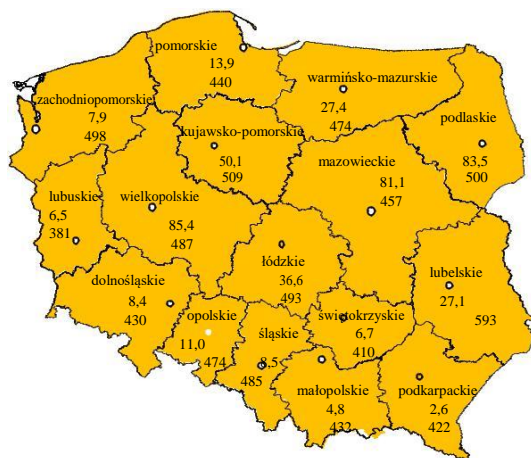 pomorskie
13,9
440
warmińsko-mazurskie
27,4
474
zachodniopomorskie
7,9
498
kujawsko-pomorskie
50,1
509
podlaskie
83,5
500
mazowieckie
81,1
457
lubuskie
6,5
381
wielkopolskie
85,4
487
łódzkie
36,6
493
lubelskie
27,1
593
dolnośląskie
8,4
430
opolskie
11,0
474
śląskie
8,5
485
świętokrzyskie
6,7
410
małopolskie
4,8
432
podkarpackie
2,6
422